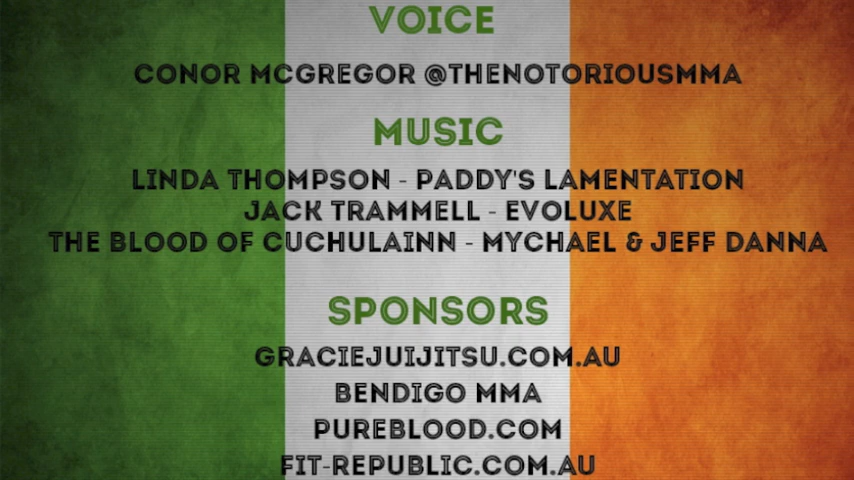 VOICE
CONOR MCGREGOR @THENOTORIOUSMMA
MUSIC
LINDA THOMPSON - PADDY'S LAMENTATION
JACK TRAMMELL - EVOLUXE
THE BLOOD OF CUCHULAINN - MYCHAEL & JEFF DANNA
SPONSORS
GRACIEJUIJITSU.COM.AU
BENDIGO MMA
PUREBLOOD.COM
FIT-REPUBLIC.COM.AU